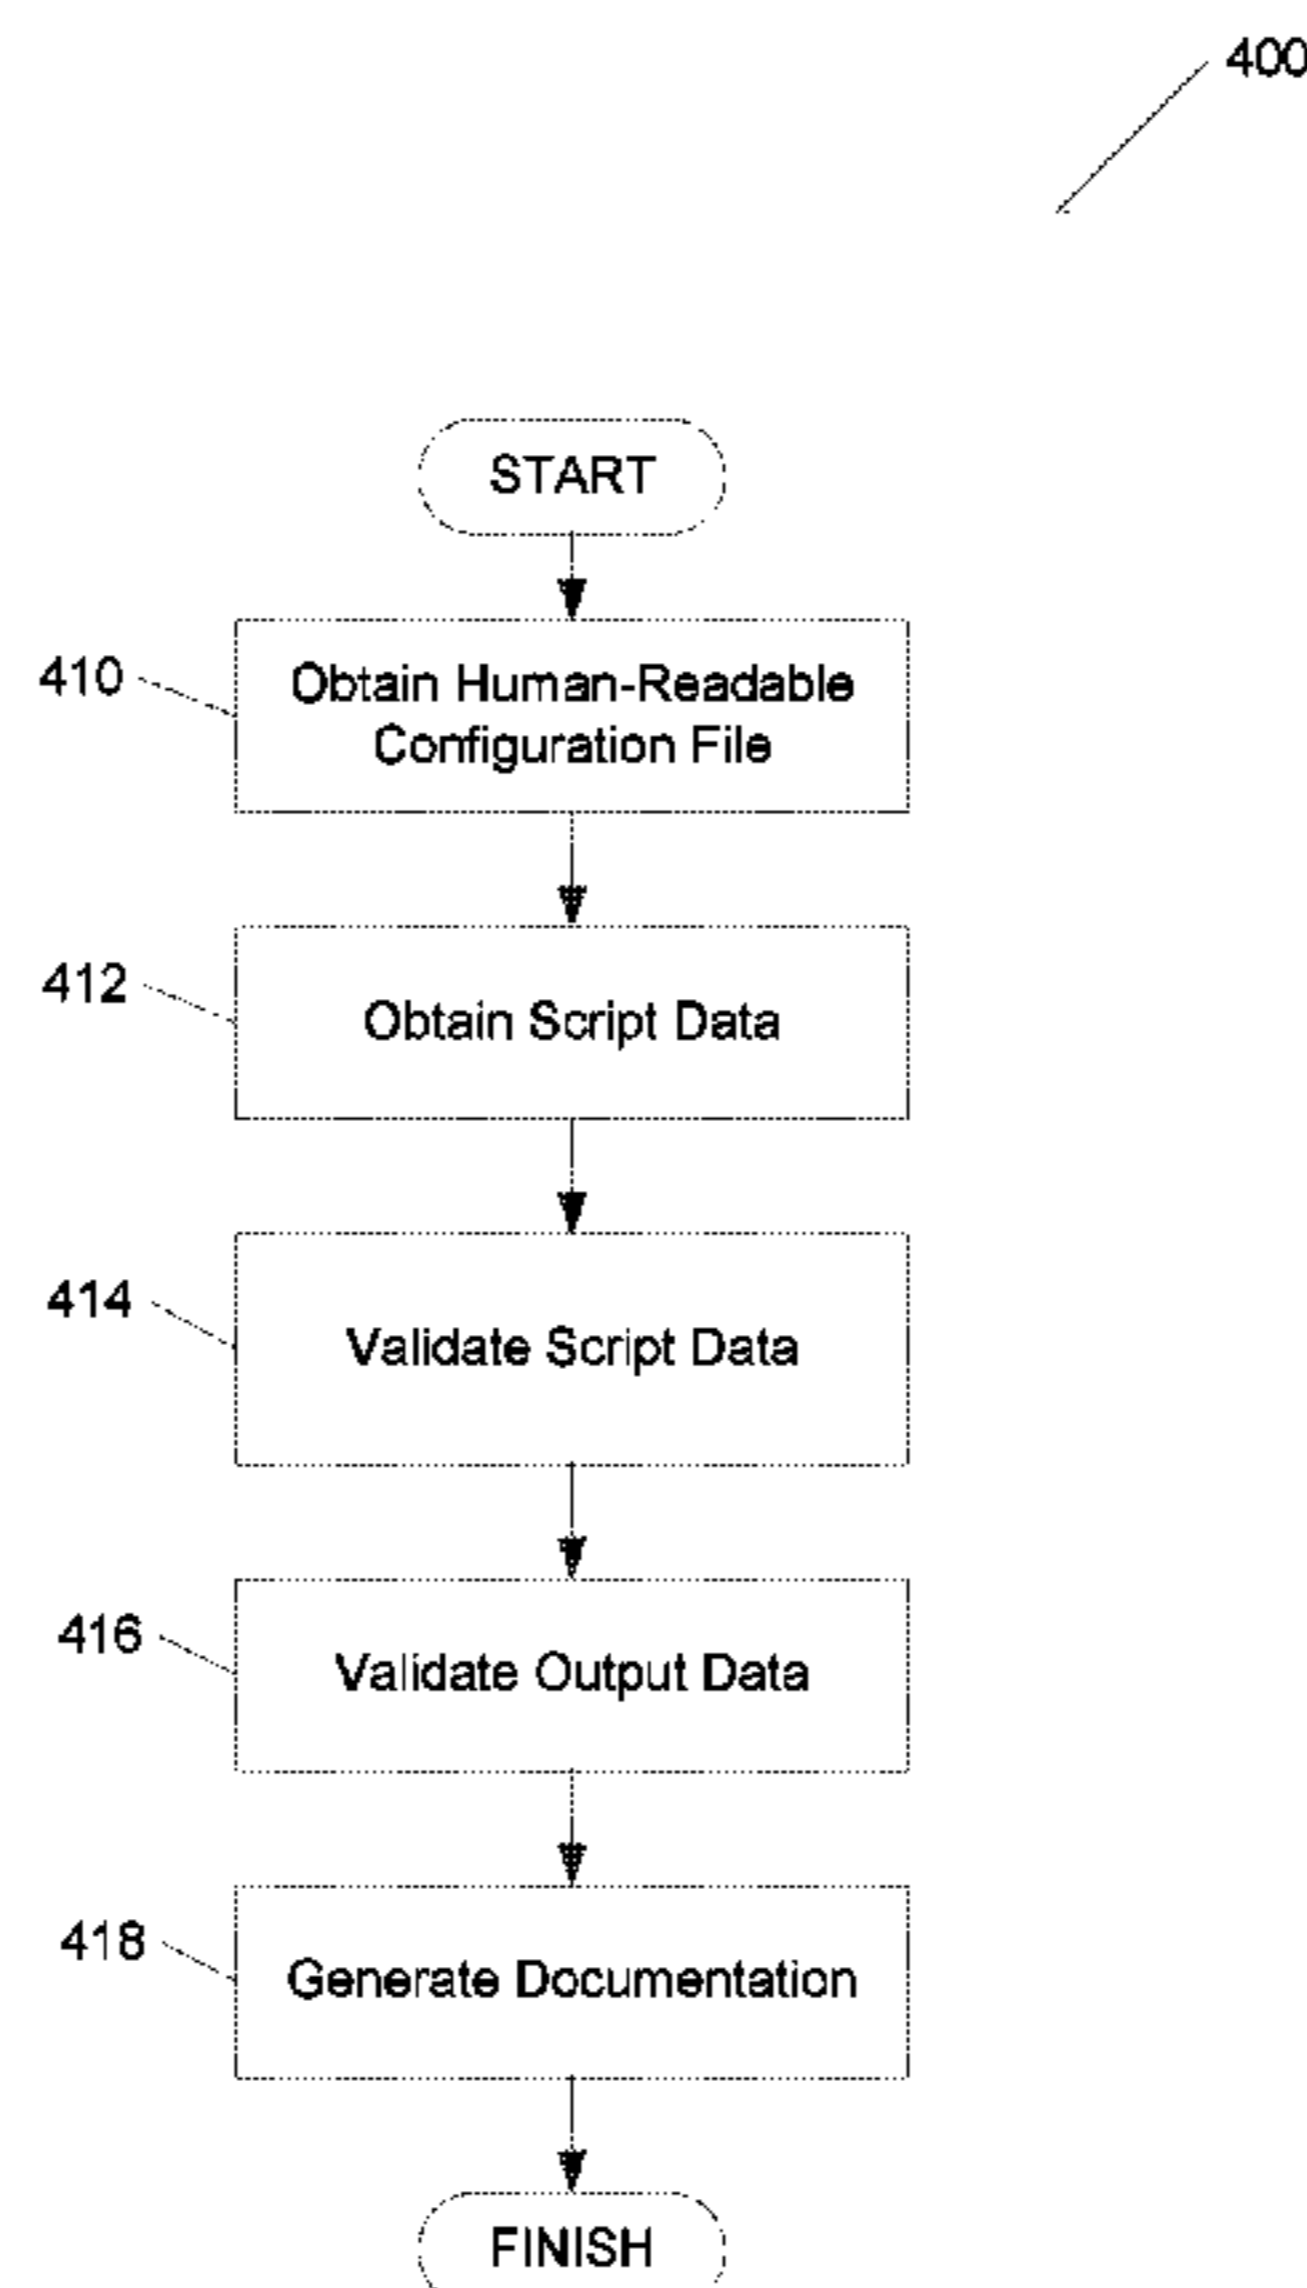 400
START
410
Obtain Human-Readable
Configuration File
412
Obtain Script Data
414
Validate Script Data
416
Validate Output Data
418
Generate Documentation
FINISH